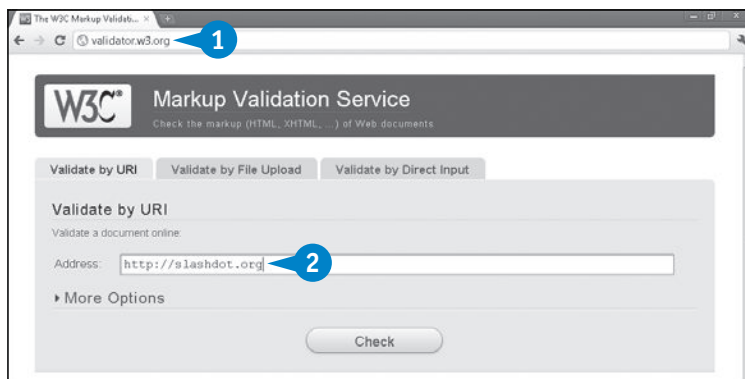 The W3C Markup Validati... ×
validator.w3.org
1
W3C® Markup Validation Service
Check the markup (HTML, XHTML, ...) of Web documents
Validate by URI Validate by File Upload Validate by Direct Input
Validate by URI
Validate a document online:
Address: http://slashdot.org
2
More Options
Check